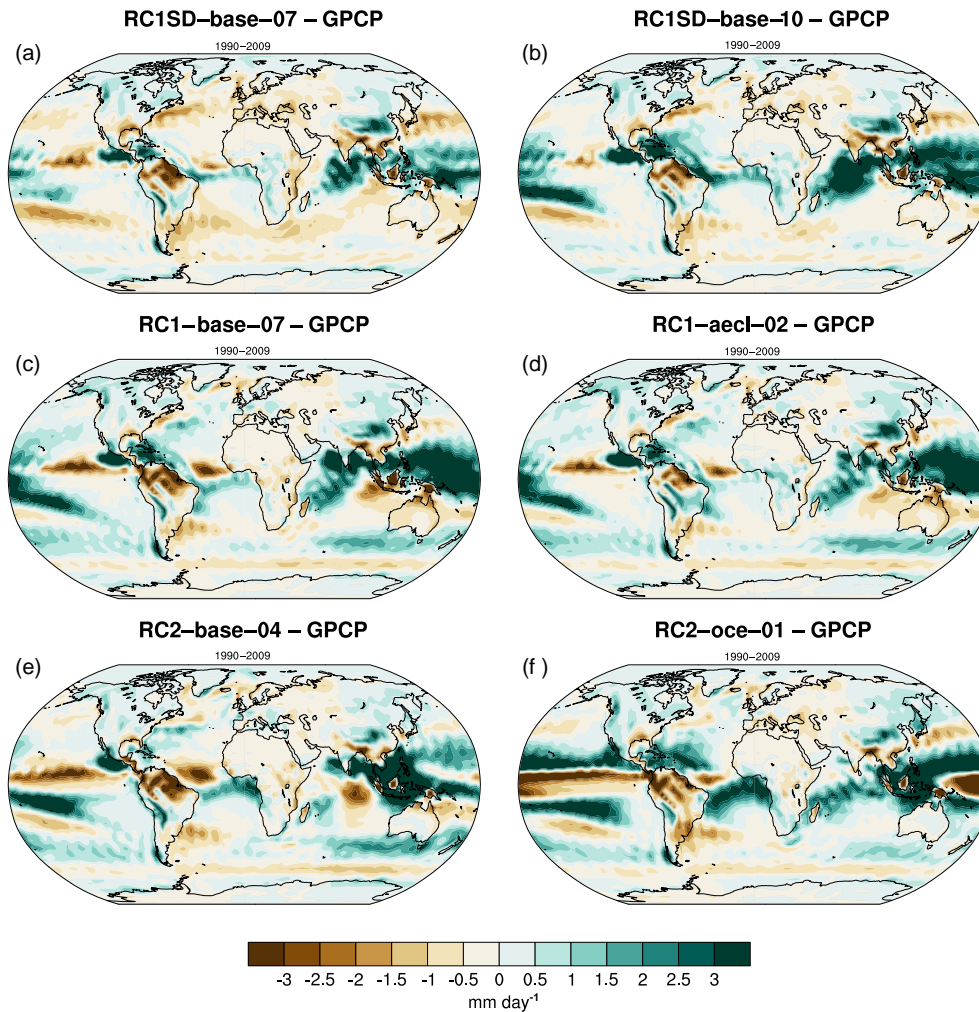 RC1SD–base–07 – GPCP
RC1SD–base–10 – GPCP
(a)
1990–2009
(b)
1990–2009
RC1–base–07 – GPCP
RC1–aecl–02 – GPCP
(c)
1990–2009
(d)
1990–2009
RC2–base–04 – GPCP
RC2–oce–01 – GPCP
(e)
1990–2009
(f )
1990–2009
-3 -2.5 -2 -1.5 -1 -0.5 0 0.5 1 1.5 2 2.5 3
mm day⁻¹